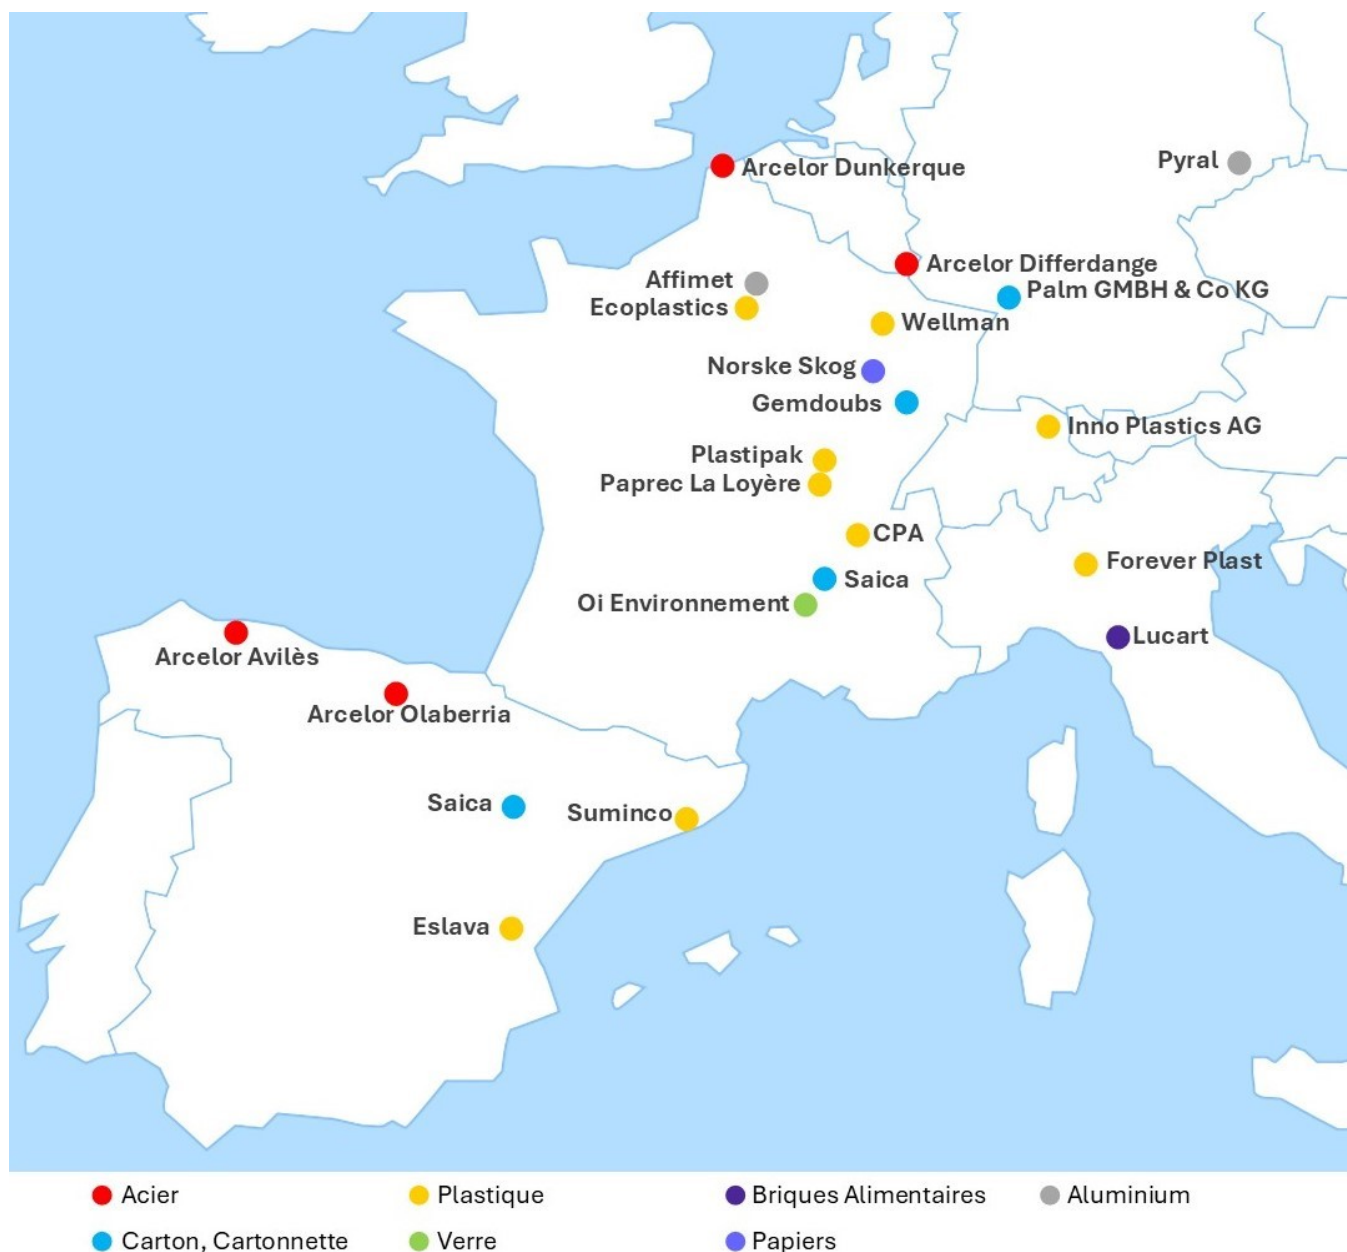 Pyral
Arcelor Dunkerque
Arcelor Differdange
Affimet
Palm GMBH & Co KG
Ecoplastics
Wellman
Norske Skog
Gemdoubs
Inno Plastics AG
Plastipak
Paprec La Loyère
CPA
Forever Plast
Saica
Oi Environnement
Lucart
Arcelor Avilès
Arcelor Olaberria
Saica
Suminco
Eslava
Acier
Plastique
Briques Alimentaires
Aluminium
Carton, Cartonnette
Verre
Papiers